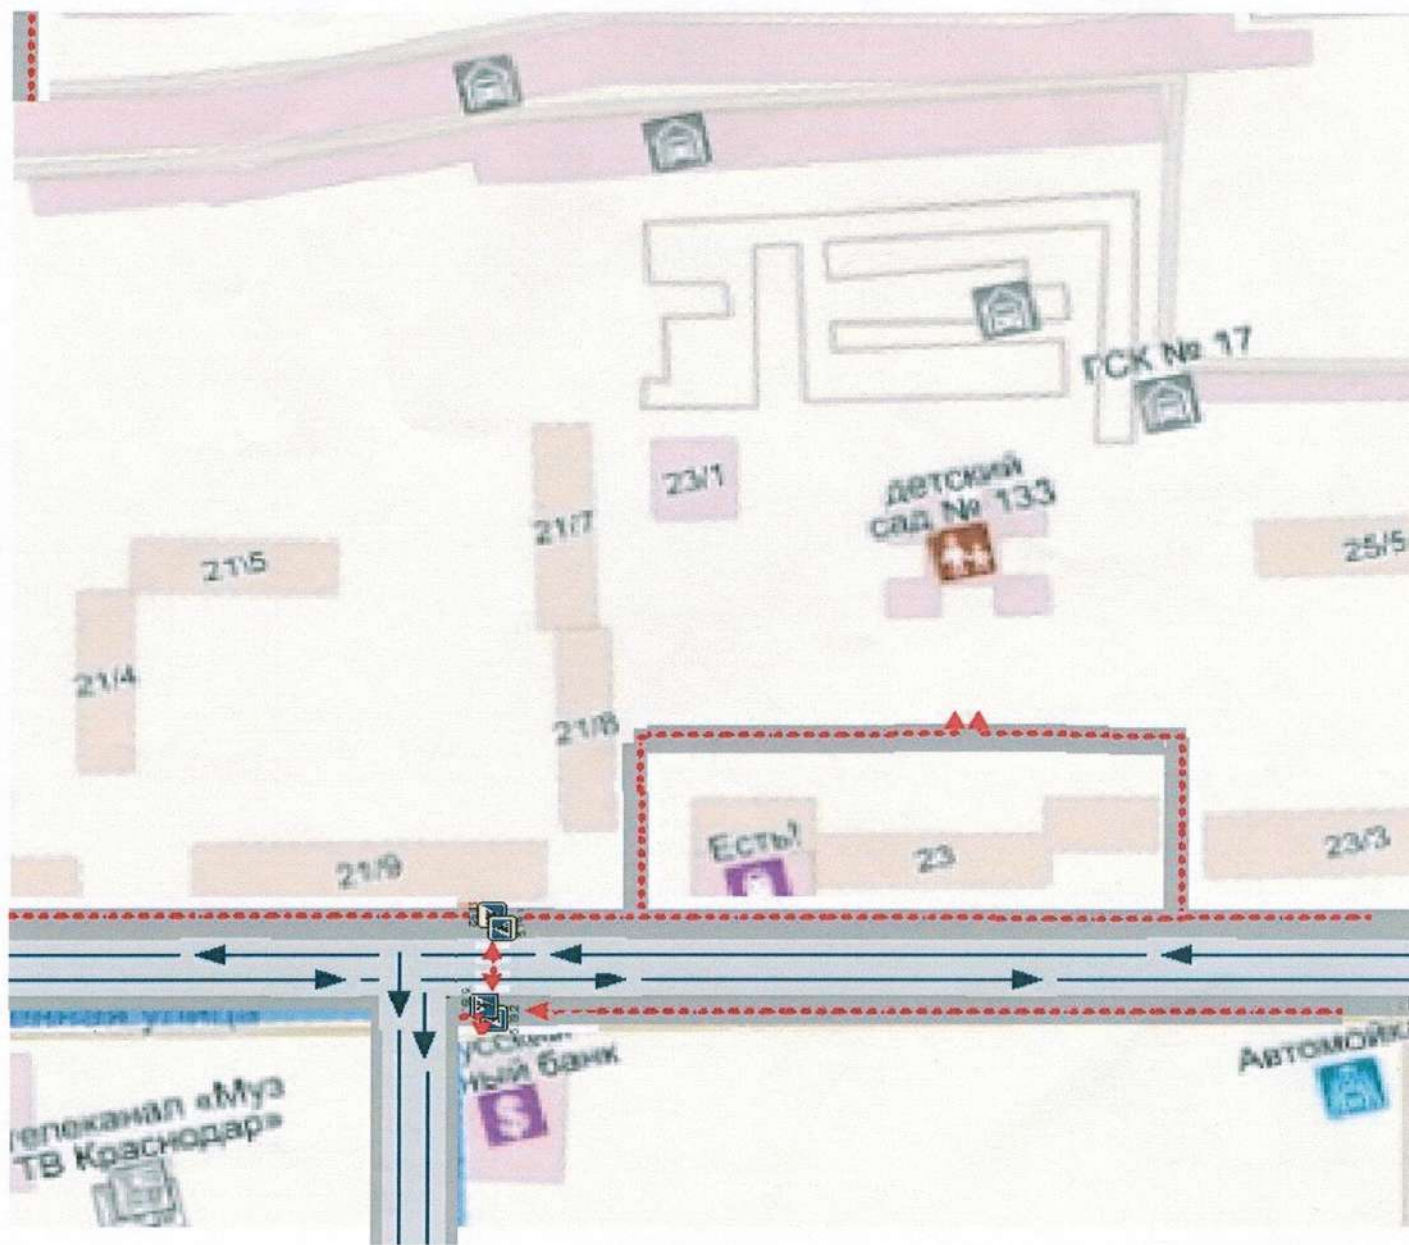 ГСК № 17
детский
сад № 133
23/1
21/7
21\5
25/5
21/4
21/8
Есть!
23
23/3
21/9
ный банк
Автомойка
телеканал «Муз
ТВ Краснодар»